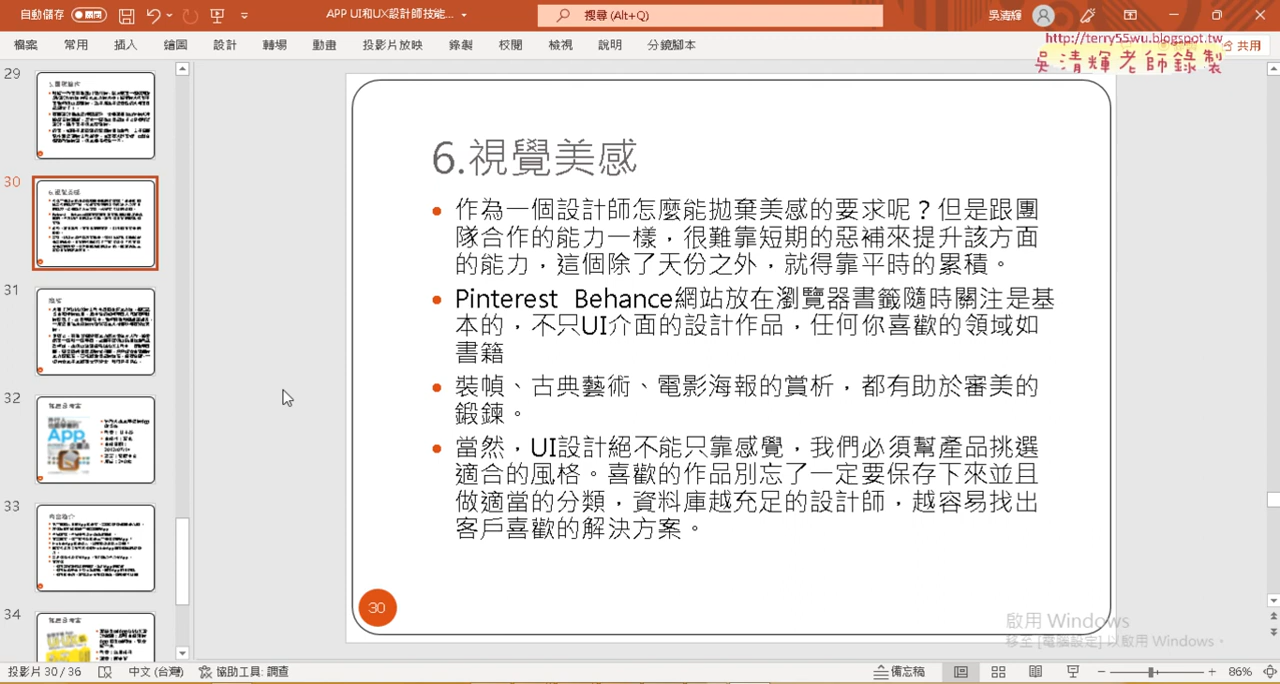 自動儲存 關閉 APP UI和UX設計師技能... 搜尋 (Alt+Q) 吳清輝
http://terry55wu.blogspot.tw
檔案 常用 插入 繪圖 設計 轉場 動畫 投影片放映 錄製 校閱 檢視 說明 分鏡腳本 共用
吳清輝老師錄製
29
30
31
32
33
34
6.視覺美感
作為一個設計師怎麼能拋棄美感的要求呢？但是跟團
隊合作的能力一樣，很難靠短期的惡補來提升該方面
的能力，這個除了天份之外，就得靠平時的累積。
Pinterest Behance網站放在瀏覽器書籤隨時關注是基
本的，不只UI介面的設計作品，任何你喜歡的領域如
書籍
裝幀、古典藝術、電影海報的賞析，都有助於審美的
鍛鍊。
當然，UI設計絕不能只靠感覺，我們必須幫產品挑選
適合的風格。喜歡的作品別忘了一定要保存下來並且
做適當的分類，資料庫越充足的設計師，越容易找出
客戶喜歡的解決方案。
30
啟用 Windows
移至 [電腦設定] 以啟用 Windows。
投影片 30 / 36 中文 (台灣) 協助工具: 調查 備忘稿 86%